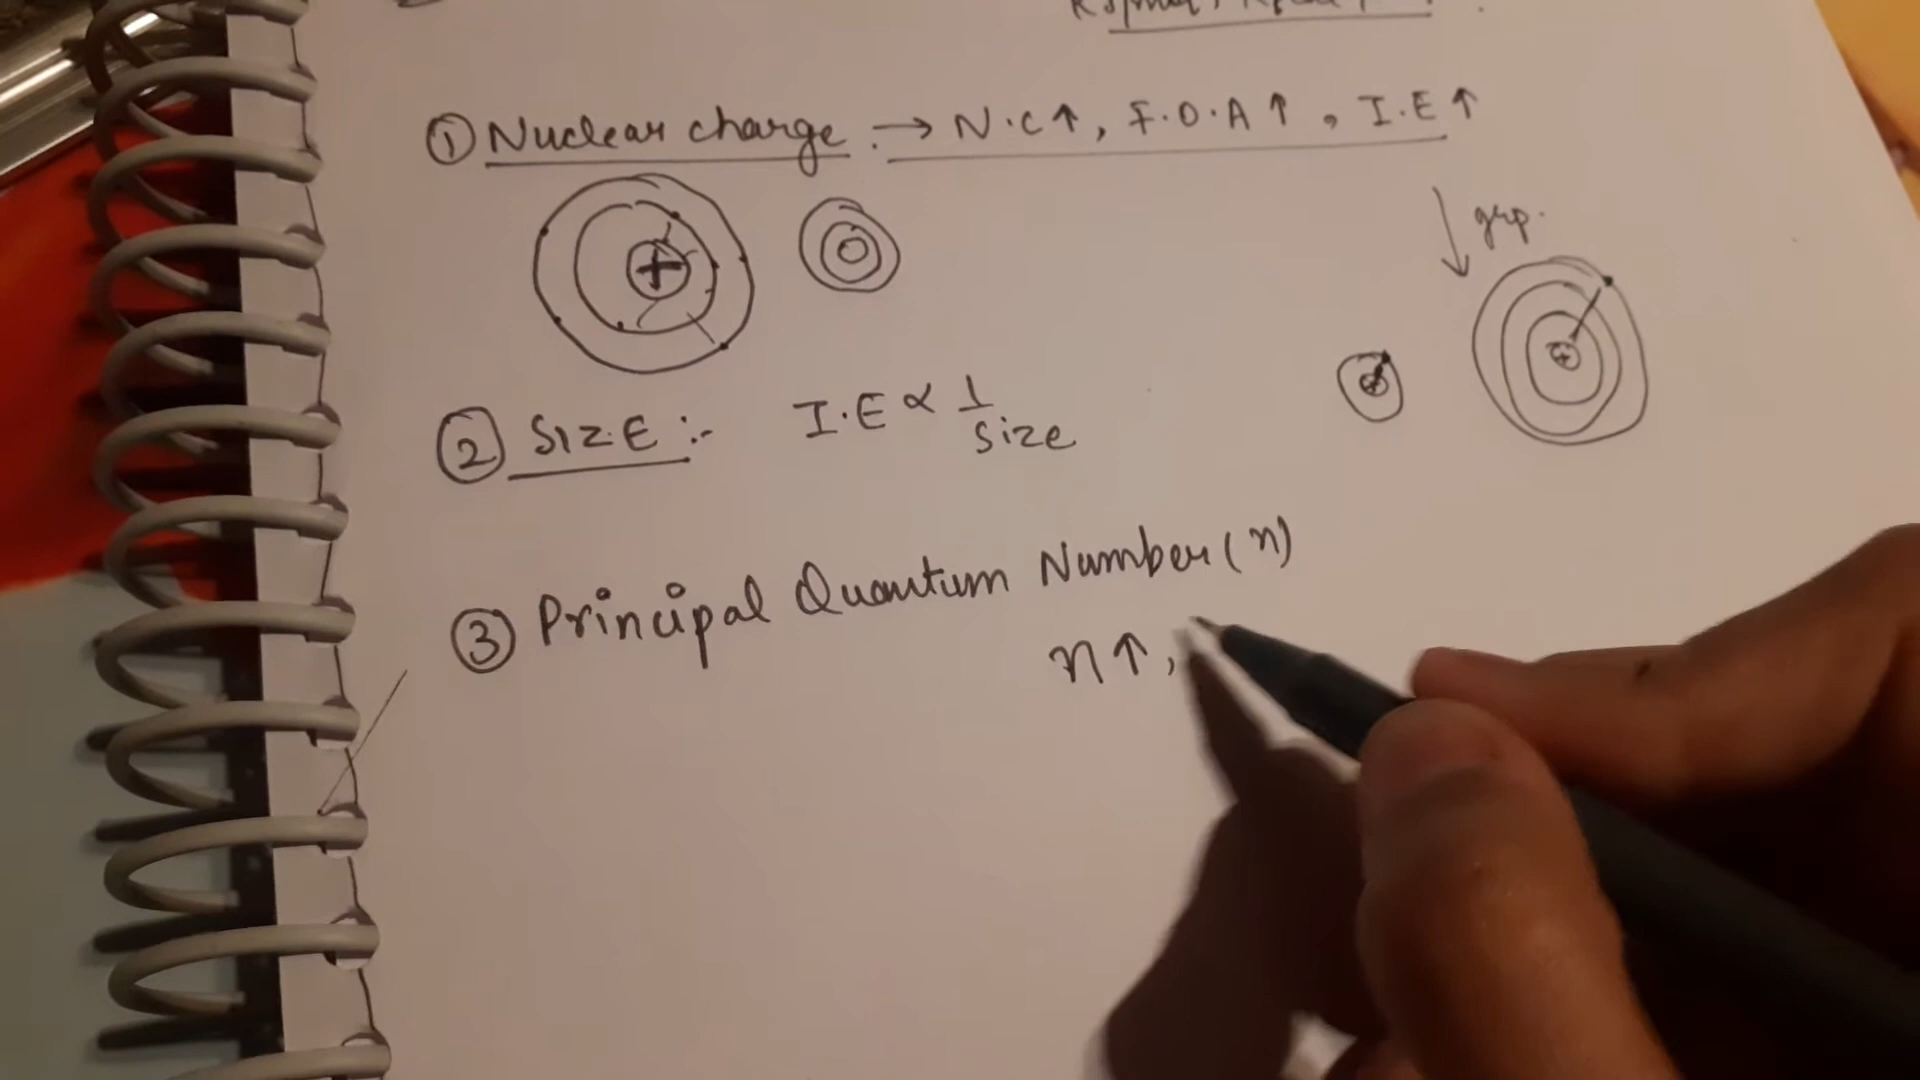 ① Nuclear charge. → N.C↑, F.O.A↑, I.E↑
grp.
② SIZE :- I.E ∝ 1/Size
③ Principal Quantum Number (n)
n↑,